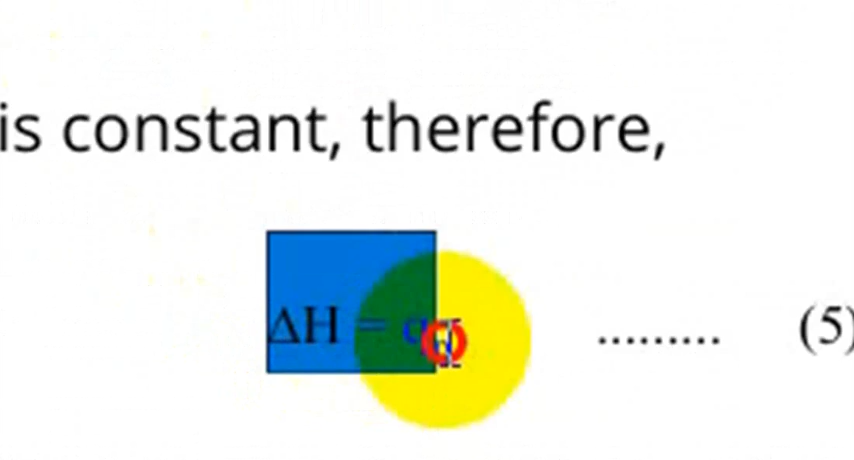 is constant, therefore,
ΔH = q ......... (5)